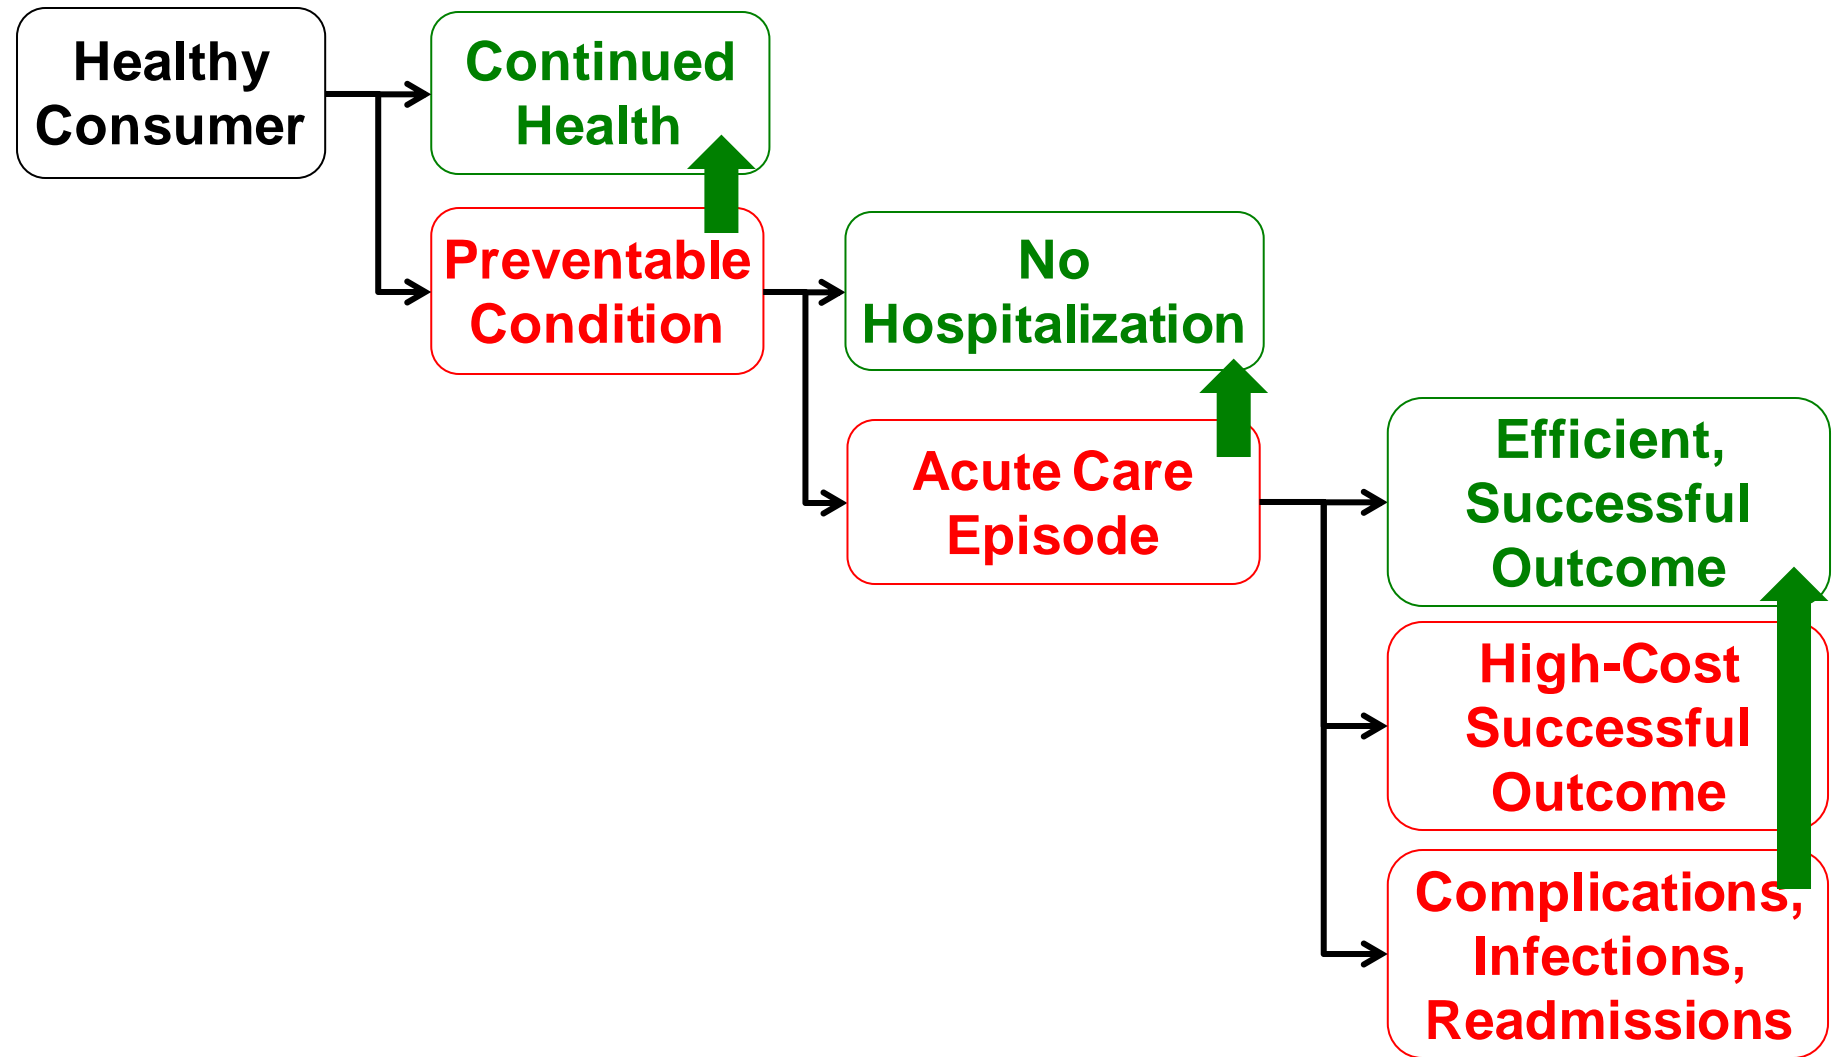 Healthy
Consumer
Continued
Health
Preventable
Condition
No
Hospitalization
Acute Care
Episode
Efficient,
Successful
Outcome
High-Cost
Successful
Outcome
Complications,
Infections,
Readmissions